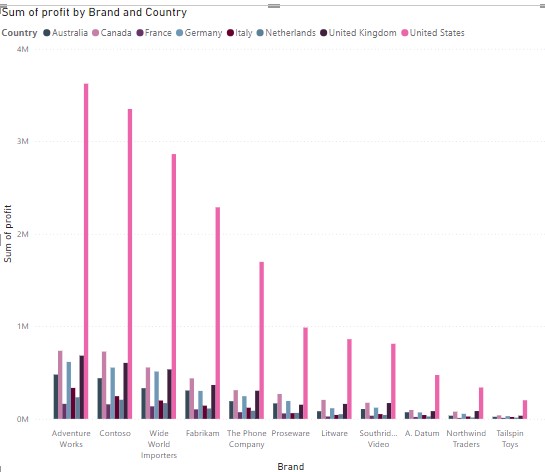 Sum of profit by Brand and Country
Country Australia Canada France Germany Italy Netherlands United Kingdom United States
4M
3M
2M
1M
0M
Sum of profit
Adventure
Works
Contoso
Wide
World
Importers
Fabrikam
The Phone
Company
Proseware
Litware
Southrid...
Video
A. Datum
Northwind
Traders
Tailspin
Toys
Brand